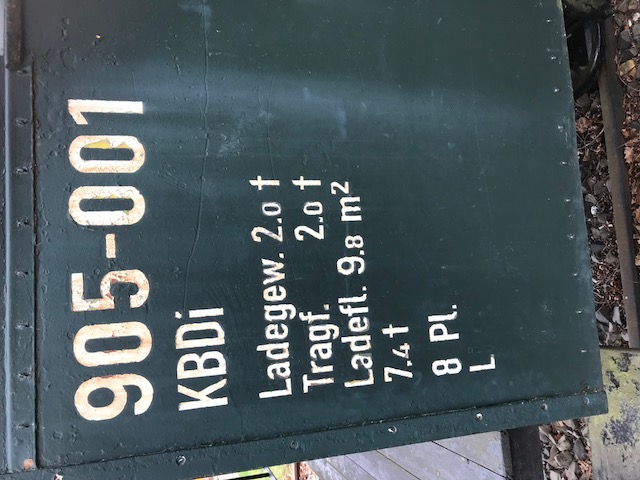 905-001
KBDi
Ladegew. 2.0 t
Tragf. 2.0 t
Ladefl. 9.8 m²
7.4 t
8 Pl.
L